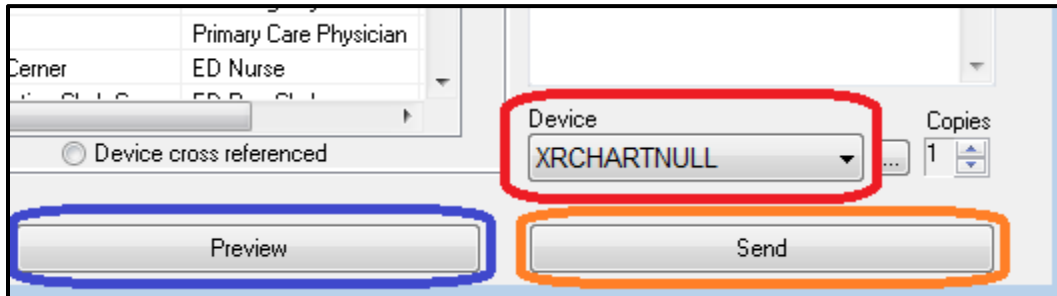 Primary Care Physician
Cerner ED Nurse
Device
Copies
XRCHARTNULL ... 1
Device cross referenced
Preview
Send